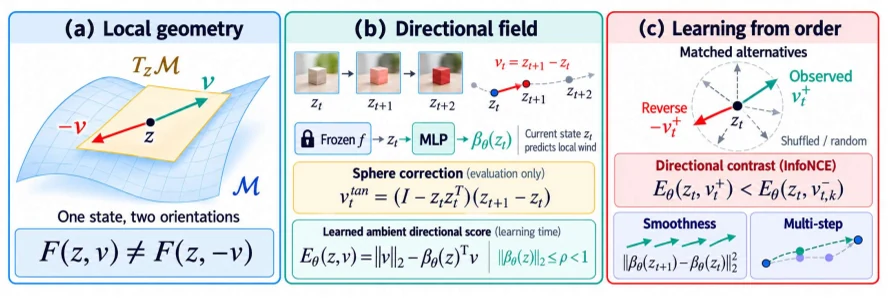 (a) Local geometry
T_z M
v
−v
z
M
One state, two orientations
F(z, v) ≠ F(z, −v)
(b) Directional field
z_t
z_{t+1}
z_{t+2}
v_t = z_{t+1} − z_t
z_t
z_{t+1}
z_{t+2}
Frozen f → z_t → MLP → β_θ(z_t)
Current state z_t
predicts local wind
Sphere correction (evaluation only)
v_t^{tan} = (I − z_t z_t^T)(z_{t+1} − z_t)
Learned ambient directional score (learning time)
E_θ(z, v) = ‖v‖_2 − β_θ(z)^T v | ‖β_θ(z)‖_2 ≤ ρ < 1
(c) Learning from order
Matched alternatives
Observed
v_t^+
Reverse
−v_t^+
z_t
Shuffled / random
Directional contrast (InfoNCE)
E_θ(z_t, v_t^+) < E_θ(z_t, v_{t,k}^−)
Smoothness
‖β_θ(z_{t+1}) − β_θ(z_t)‖_2^2
Multi-step